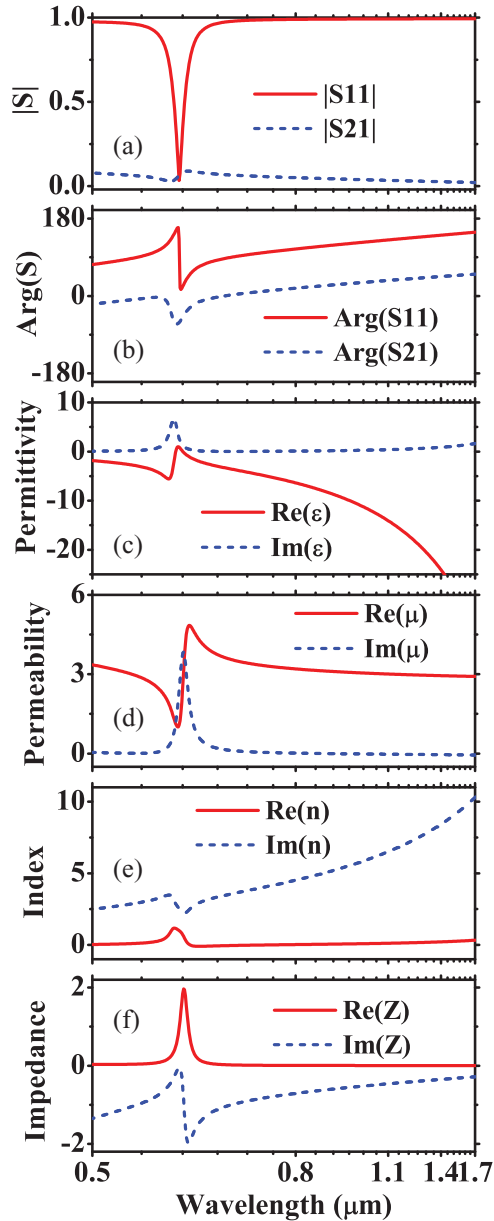 1.0
0.5
0.0
|S|
|S11|
|S21|
(a)
180
0
-180
Arg(S)
Arg(S11)
Arg(S21)
(b)
10
0
-10
-20
Permittivity
Re(ε)
Im(ε)
(c)
6
3
0
Permeability
Re(μ)
Im(μ)
(d)
10
5
0
Index
Re(n)
Im(n)
(e)
2
0
-2
Impedance
Re(Z)
Im(Z)
(f)
0.5 0.8 1.1 1.4 1.7
Wavelength (μm)